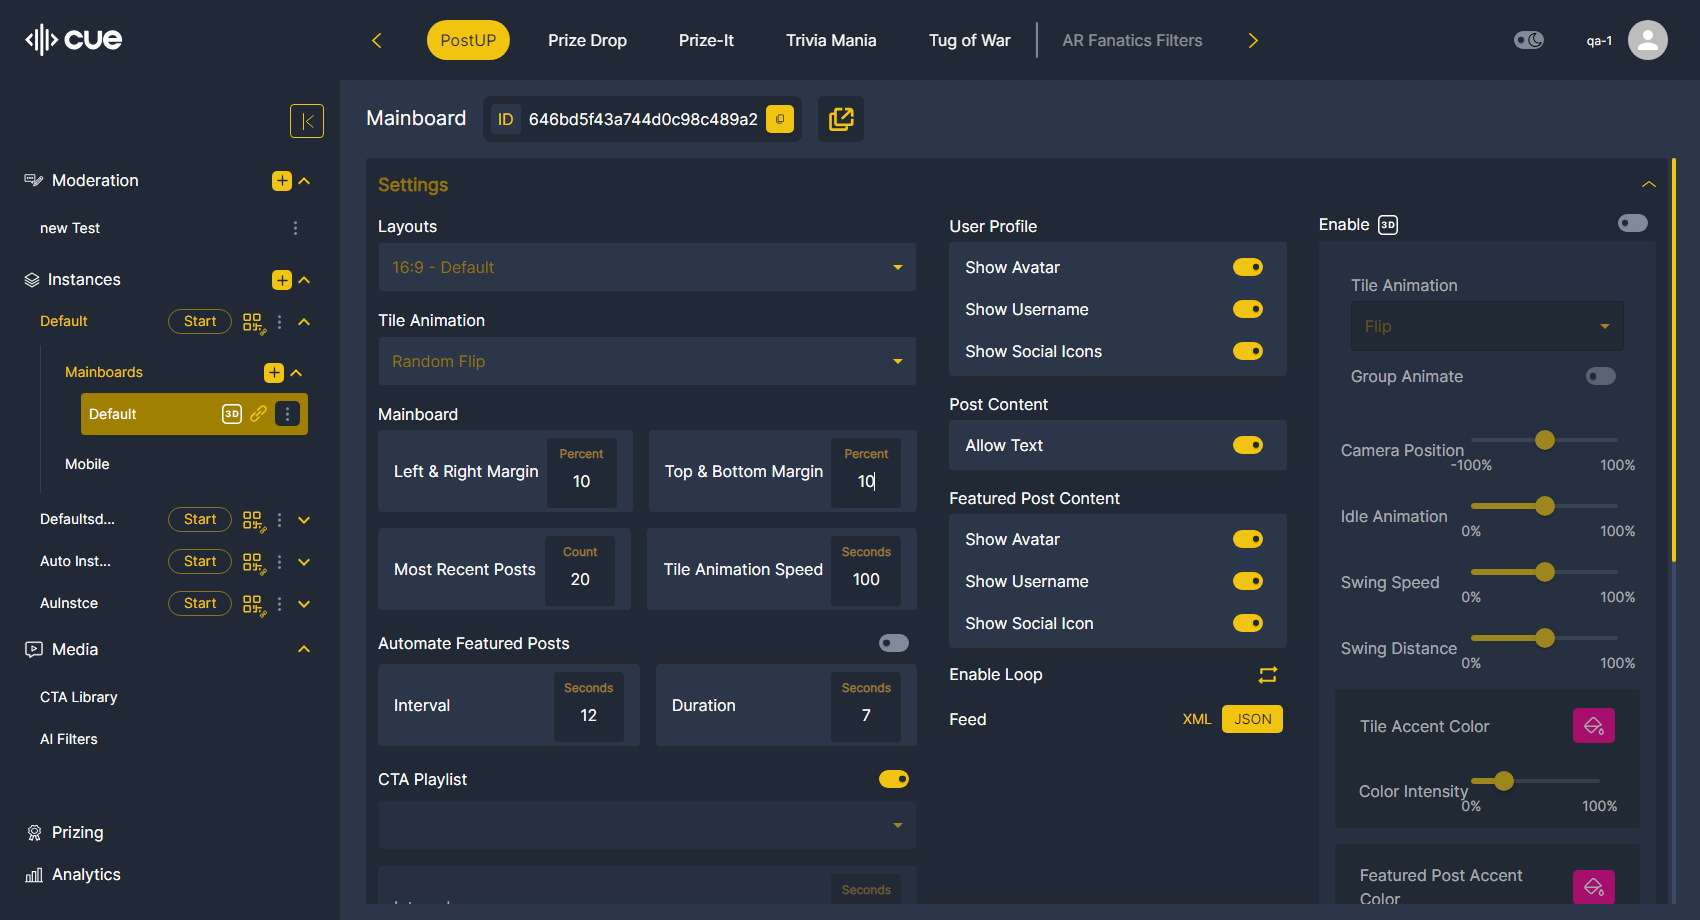 cue
PostUP
Prize Drop
Prize-It
Trivia Mania
Tug of War
AR Fanatics Filters
qa-1
Moderation
new Test
Instances
Default
Start
Mainboards
Default
3D
Mobile
Defaultsd...
Start
Auto Inst...
Start
AuInstce
Start
Media
CTA Library
AI Filters
Prizing
Analytics
Mainboard
ID 646bd5f43a744d0c98c489a2
Settings
Layouts
16:9 - Default
Tile Animation
Random Flip
Mainboard
Left & Right Margin
Percent
10
Top & Bottom Margin
Percent
10
Most Recent Posts
Count
20
Tile Animation Speed
Seconds
100
Automate Featured Posts
Interval
Seconds
12
Duration
Seconds
7
CTA Playlist
Seconds
User Profile
Show Avatar
Show Username
Show Social Icons
Post Content
Allow Text
Featured Post Content
Show Avatar
Show Username
Show Social Icon
Enable Loop
Feed
XML
JSON
Enable 3D
Tile Animation
Flip
Group Animate
Camera Position
-100%
100%
Idle Animation
0%
100%
Swing Speed
0%
100%
Swing Distance
0%
100%
Tile Accent Color
Color Intensity
0%
100%
Featured Post Accent
Color